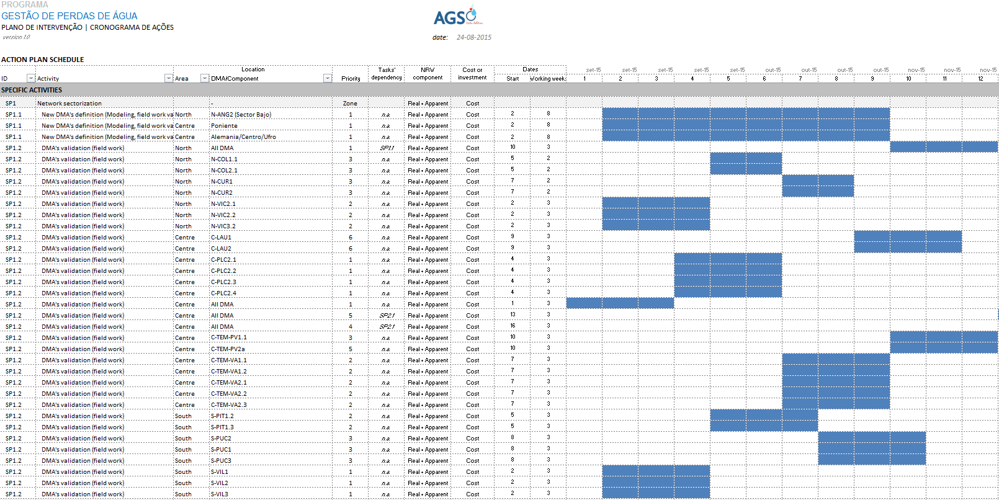 PROGRAMA
GESTÃO DE PERDAS DE ÁGUA
PLANO DE INTERVENÇÃO | CRONOGRAMA DE AÇÕES
version 1.0
AGS
date: 24-08-2015
ACTION PLAN SCHEDULE
Location Tasks' NRW Cost or Dates set-15 set-15 set-15 set-15 set-15 out-15 out-15 out-15 out-15 nov-15 nov-15 nov-15
ID Activity Area DMA/Component Priority dependency component investment Start Working week 1 2 3 4 5 6 7 8 9 10 11 12
SPECIFIC ACTIVITIES
SP1 Network sectorization - Zone Real + Apparent Cost
SP1.1 New DMA's definition (Modeling, field work va North N-ANG2 (Sector Bajo) 1 n.a. Real + Apparent Cost 2 8
SP1.1 New DMA's definition (Modeling, field work va Centre Poniente 1 n.a. Real + Apparent Cost 2 8
SP1.1 New DMA's definition (Modeling, field work va Centre Alemania/Centro/Ufro 1 n.a. Real + Apparent Cost 2 8
SP1.2 DMA's validation (field work) North All DMA 1 SP1.1 Real + Apparent Cost 10 3
SP1.2 DMA's validation (field work) North N-COL1.1 3 n.a. Real + Apparent Cost 5 2
SP1.2 DMA's validation (field work) North N-COL2.1 3 n.a. Real + Apparent Cost 5 2
SP1.2 DMA's validation (field work) North N-CUR1 3 n.a. Real + Apparent Cost 7 2
SP1.2 DMA's validation (field work) North N-CUR2 3 n.a. Real + Apparent Cost 7 2
SP1.2 DMA's validation (field work) North N-VIC2.1 2 n.a. Real + Apparent Cost 2 3
SP1.2 DMA's validation (field work) North N-VIC2.2 2 n.a. Real + Apparent Cost 2 3
SP1.2 DMA's validation (field work) North N-VIC3.2 2 n.a. Real + Apparent Cost 2 3
SP1.2 DMA's validation (field work) Centre C-LAU1 6 n.a. Real + Apparent Cost 9 3
SP1.2 DMA's validation (field work) Centre C-LAU2 6 n.a. Real + Apparent Cost 9 3
SP1.2 DMA's validation (field work) Centre C-PLC2.1 1 n.a. Real + Apparent Cost 4 3
SP1.2 DMA's validation (field work) Centre C-PLC2.2 1 n.a. Real + Apparent Cost 4 3
SP1.2 DMA's validation (field work) Centre C-PLC2.3 1 n.a. Real + Apparent Cost 4 3
SP1.2 DMA's validation (field work) Centre C-PLC2.4 1 n.a. Real + Apparent Cost 4 3
SP1.2 DMA's validation (field work) Centre All DMA 1 n.a. Real + Apparent Cost 1 3
SP1.2 DMA's validation (field work) Centre All DMA 5 SP2.1 Real + Apparent Cost 13 3
SP1.2 DMA's validation (field work) Centre All DMA 4 SP2.1 Real + Apparent Cost 16 3
SP1.2 DMA's validation (field work) Centre C-TEM-PV1.1 3 n.a. Real + Apparent Cost 10 3
SP1.2 DMA's validation (field work) Centre C-TEM-PV2a 5 n.a. Real + Apparent Cost 10 3
SP1.2 DMA's validation (field work) Centre C-TEM-VA1.1 2 n.a. Real + Apparent Cost 7 3
SP1.2 DMA's validation (field work) Centre C-TEM-VA1.2 2 n.a. Real + Apparent Cost 7 3
SP1.2 DMA's validation (field work) Centre C-TEM-VA2.1 2 n.a. Real + Apparent Cost 7 3
SP1.2 DMA's validation (field work) Centre C-TEM-VA2.2 2 n.a. Real + Apparent Cost 7 3
SP1.2 DMA's validation (field work) Centre C-TEM-VA2.3 2 n.a. Real + Apparent Cost 7 3
SP1.2 DMA's validation (field work) South S-PIT1.2 2 n.a. Real + Apparent Cost 5 3
SP1.2 DMA's validation (field work) South S-PIT1.3 2 n.a. Real + Apparent Cost 5 3
SP1.2 DMA's validation (field work) South S-PUC2 3 n.a. Real + Apparent Cost 8 3
SP1.2 DMA's validation (field work) South S-PUC1 3 n.a. Real + Apparent Cost 8 3
SP1.2 DMA's validation (field work) South S-PUC3 3 n.a. Real + Apparent Cost 8 3
SP1.2 DMA's validation (field work) South S-VIL1 1 n.a. Real + Apparent Cost 2 3
SP1.2 DMA's validation (field work) South S-VIL2 1 n.a. Real + Apparent Cost 2 3
SP1.2 DMA's validation (field work) South S-VIL3 1 n.a. Real + Apparent Cost 2 3